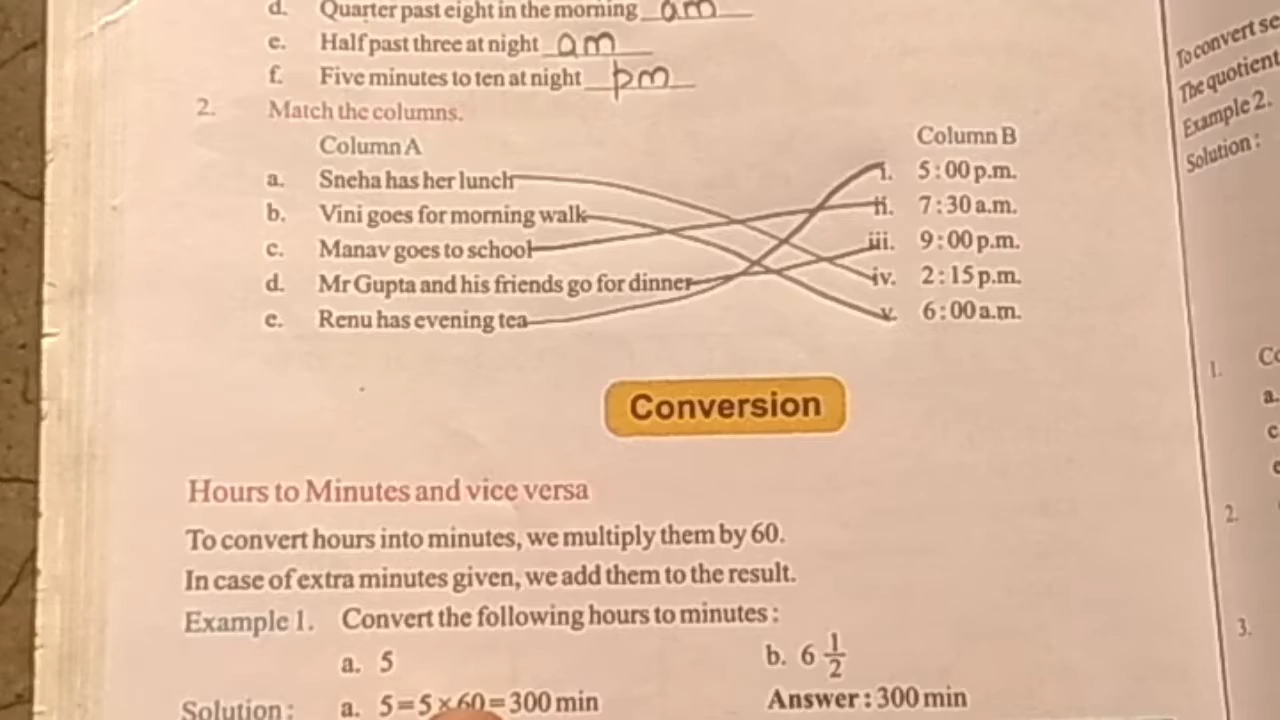 d. Quarter past eight in the morning am
e. Half past three at night am
f. Five minutes to ten at night pm
2. Match the columns.
Column A Column B
a. Sneha has her lunch i. 5:00 p.m.
b. Vini goes for morning walk ii. 7:30 a.m.
c. Manav goes to school iii. 9:00 p.m.
d. Mr Gupta and his friends go for dinner iv. 2:15 p.m.
e. Renu has evening tea v. 6:00 a.m.
Conversion
Hours to Minutes and vice versa
To convert hours into minutes, we multiply them by 60.
In case of extra minutes given, we add them to the result.
Example 1. Convert the following hours to minutes:
a. 5 b. 6 1/2
Solution: a. 5=5×60=300 min Answer: 300 min
To convert se
The quotient
Example 2.
Solution:
1. Co
a.
c
2.
3.